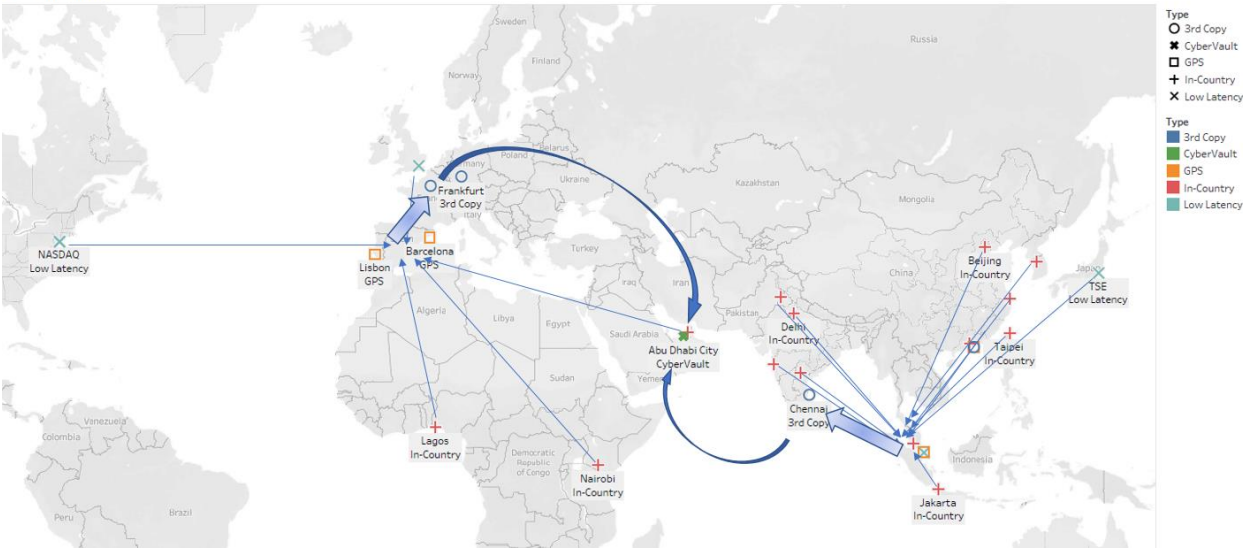 Sweden
Russia
Finland
Norway
Poland
Belarus
Ukraine
Kazakhstan
Mongolia
Frankfurt
3rd Copy
Italy
Turkey
Iraq
Iran
China
Japan
Pakistan
NASDAQ
Low Latency
Lisbon
GPS
Barcelona
GPS
Beijing
In-Country
TSE
Low Latency
Algeria
Libya
Egypt
Saudi Arabia
Delhi
In-Country
Taipei
In-Country
Abu Dhabi City
CyberVault
Sudan
Yemen
Chennai
3rd Copy
Venezuela
Colombia
Lagos
In-Country
Democratic
Republic
of Congo
Nairobi
In-Country
Indonesia
Jakarta
In-Country
Peru
Brazil
Type
3rd Copy
CyberVault
GPS
In-Country
Low Latency
Type
3rd Copy
CyberVault
GPS
In-Country
Low Latency